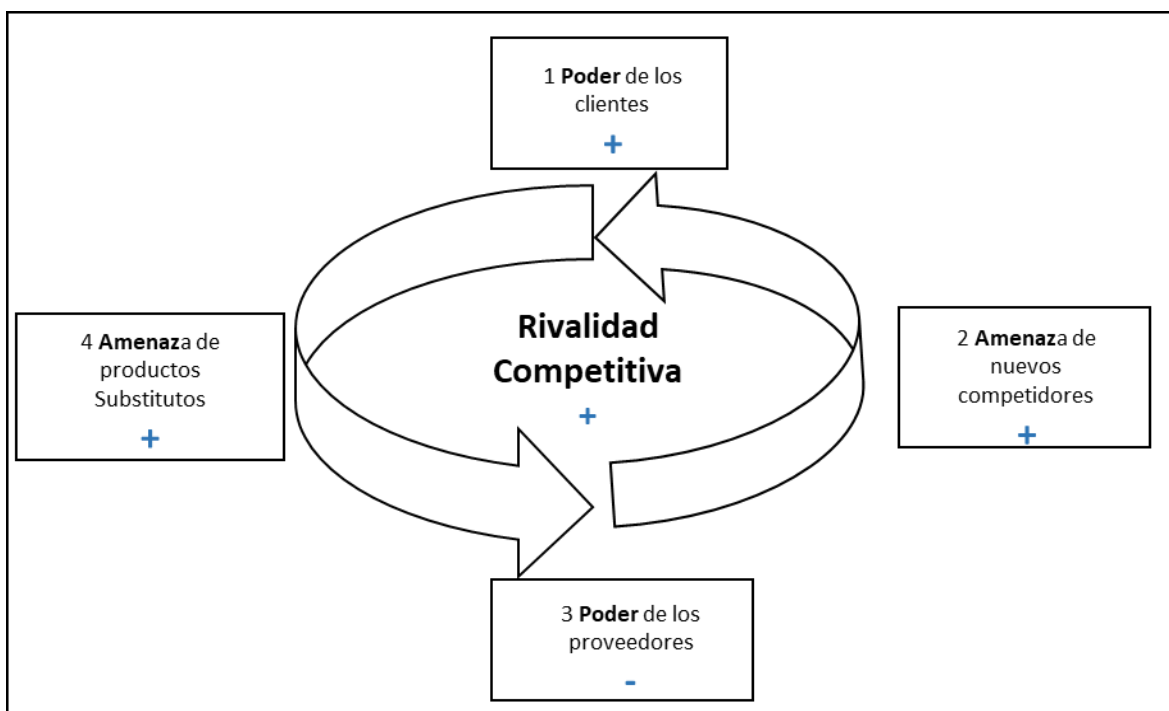 1 Poder de los
clientes
+
4 Amenaza de
productos
Substitutos
+
Rivalidad
Competitiva
+
2 Amenaza de
nuevos
competidores
+
3 Poder de los
proveedores
-